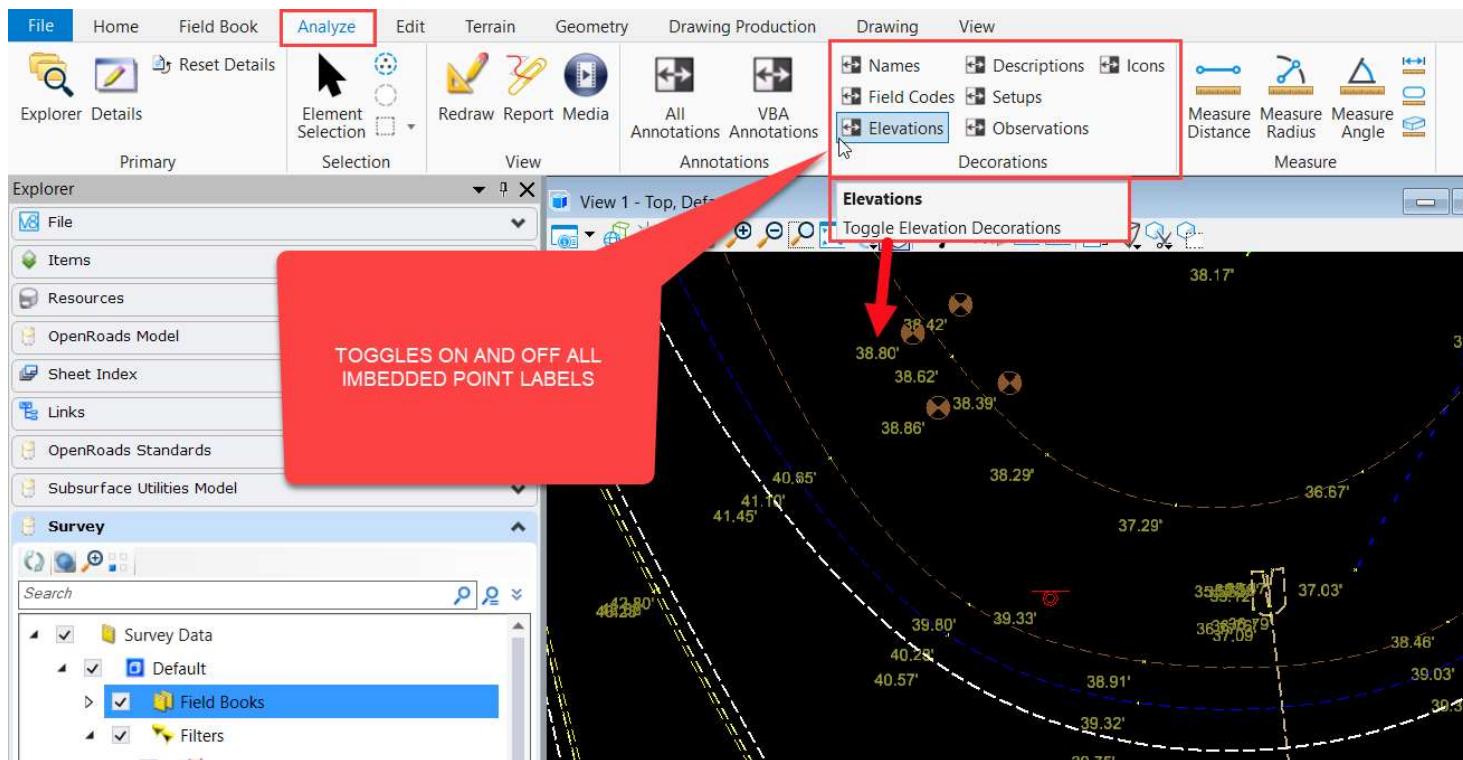 File Home Field Book Analyze Edit Terrain Geometry Drawing Production Drawing View
Explorer
Details
Reset Details
Primary
Element
Selection
Selection
Redraw
Report
Media
View
All
Annotations
VBA
Annotations
Annotations
Names
Descriptions
Icons
Field Codes
Setups
Elevations
Observations
Decorations
Measure
Distance
Measure
Radius
Measure
Angle
Measure
Elevations
Toggle Elevation Decorations
Explorer
File
Items
Resources
OpenRoads Model
Sheet Index
Links
OpenRoads Standards
Subsurface Utilities Model
Survey
Search
Survey Data
Default
Field Books
Filters
TOGGLES ON AND OFF ALL
IMBEDDED POINT LABELS
View 1 - Top, Def
38.17'
38.42'
38.80'
38.62'
38.39'
38.86'
40.65'
38.29'
41.10'
36.67'
41.45'
37.29'
37.03'
39.80'
39.33'
37.09'
38.46'
40.23'
40.57'
38.91'
39.03'
39.32'